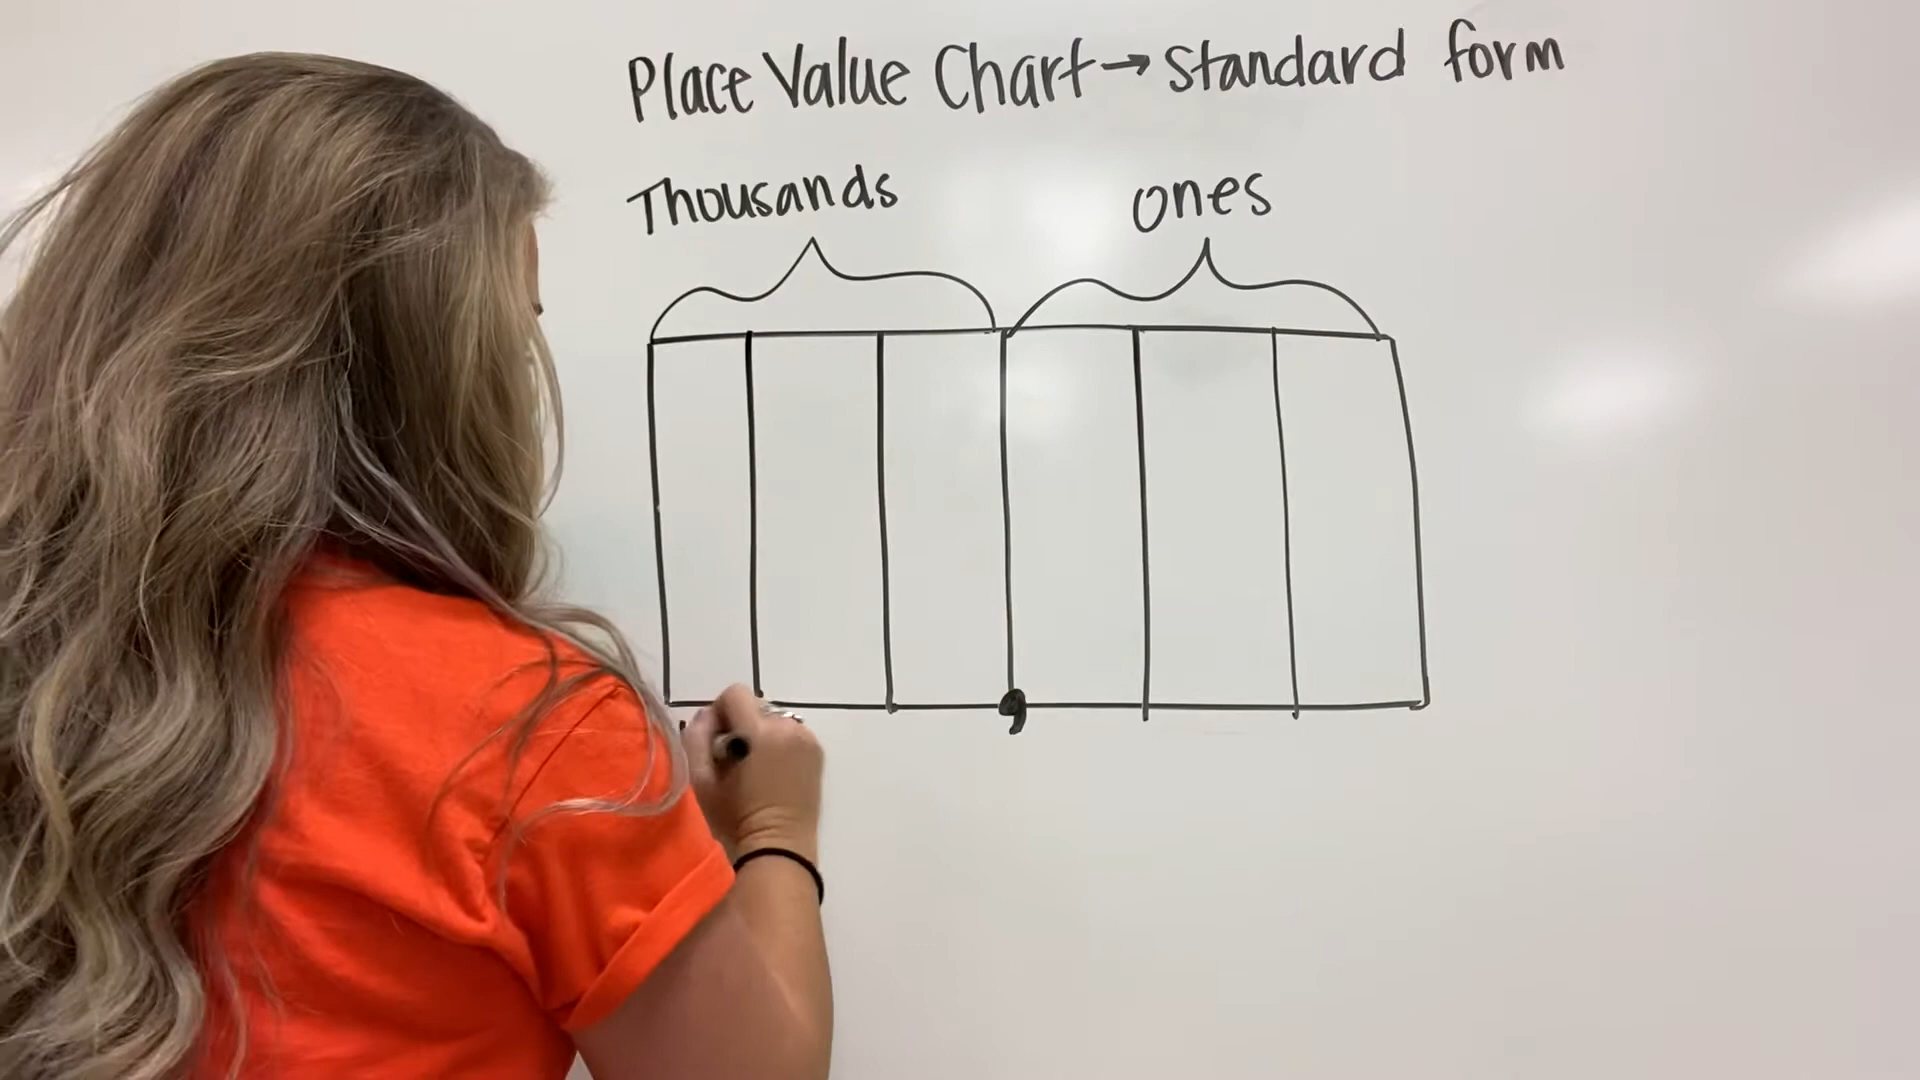 Place Value Chart → Standard form
Thousands
ones
,